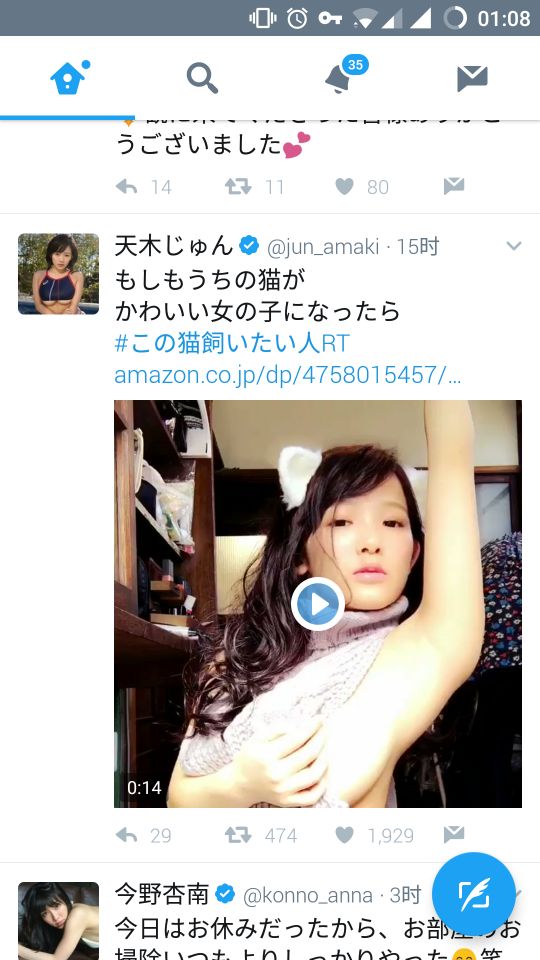 01:08
35
うございました💕
14 11 80
天木じゅん @jun_amaki · 15时
もしもうちの猫が
かわいい女の子になったら
#この猫飼いたい人RT
amazon.co.jp/dp/4758015457/…
0:14
29 474 1,929
今野杏南 @konno_anna · 3时
今日はお休みだったから、お部屋のお
掃除いつもよりしっかりやった😊笑